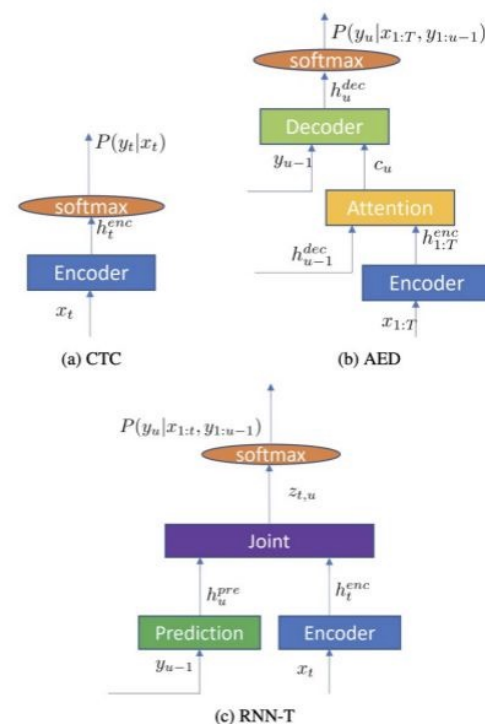 P(y_t|x_t)
softmax
h_t^{enc}
Encoder
x_t
(a) CTC
P(y_u|x_{1:T}, y_{1:u-1})
softmax
h_u^{dec}
Decoder
y_{u-1}
c_u
Attention
h_{u-1}^{dec}
h_{1:T}^{enc}
Encoder
x_{1:T}
(b) AED
P(y_u|x_{1:t}, y_{1:u-1})
softmax
z_{t,u}
Joint
h_u^{pre}
h_t^{enc}
Prediction
Encoder
y_{u-1}
x_t
(c) RNN-T